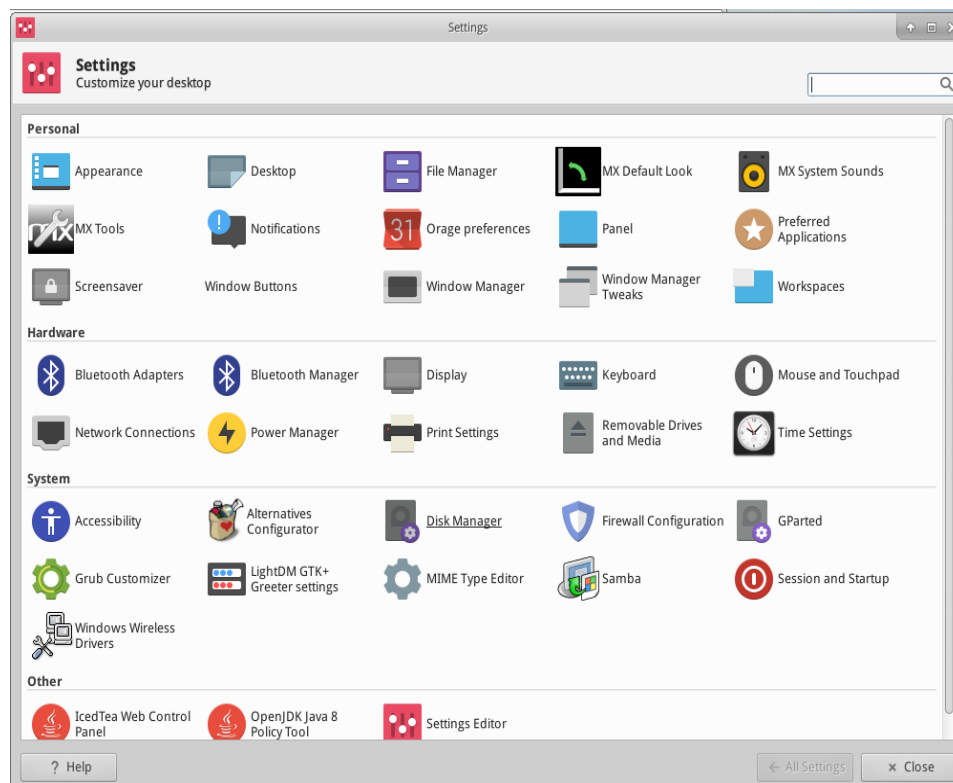 Settings
Settings
Customize your desktop
Personal
Appearance
Desktop
File Manager
MX Default Look
MX System Sounds
MX Tools
Notifications
31
Orage preferences
Panel
Preferred
Applications
Screensaver
Window Buttons
Window Manager
Window Manager
Tweaks
Workspaces
Hardware
Bluetooth Adapters
Bluetooth Manager
Display
Keyboard
Mouse and Touchpad
Network Connections
Power Manager
Print Settings
Removable Drives
and Media
Time Settings
System
Accessibility
Alternatives
Configurator
Disk Manager
Firewall Configuration
GParted
Grub Customizer
LightDM GTK+
Greeter settings
MIME Type Editor
Samba
Session and Startup
Windows Wireless
Drivers
Other
IcedTea Web Control
Panel
OpenJDK Java 8
Policy Tool
Settings Editor
? Help
← All Settings
× Close